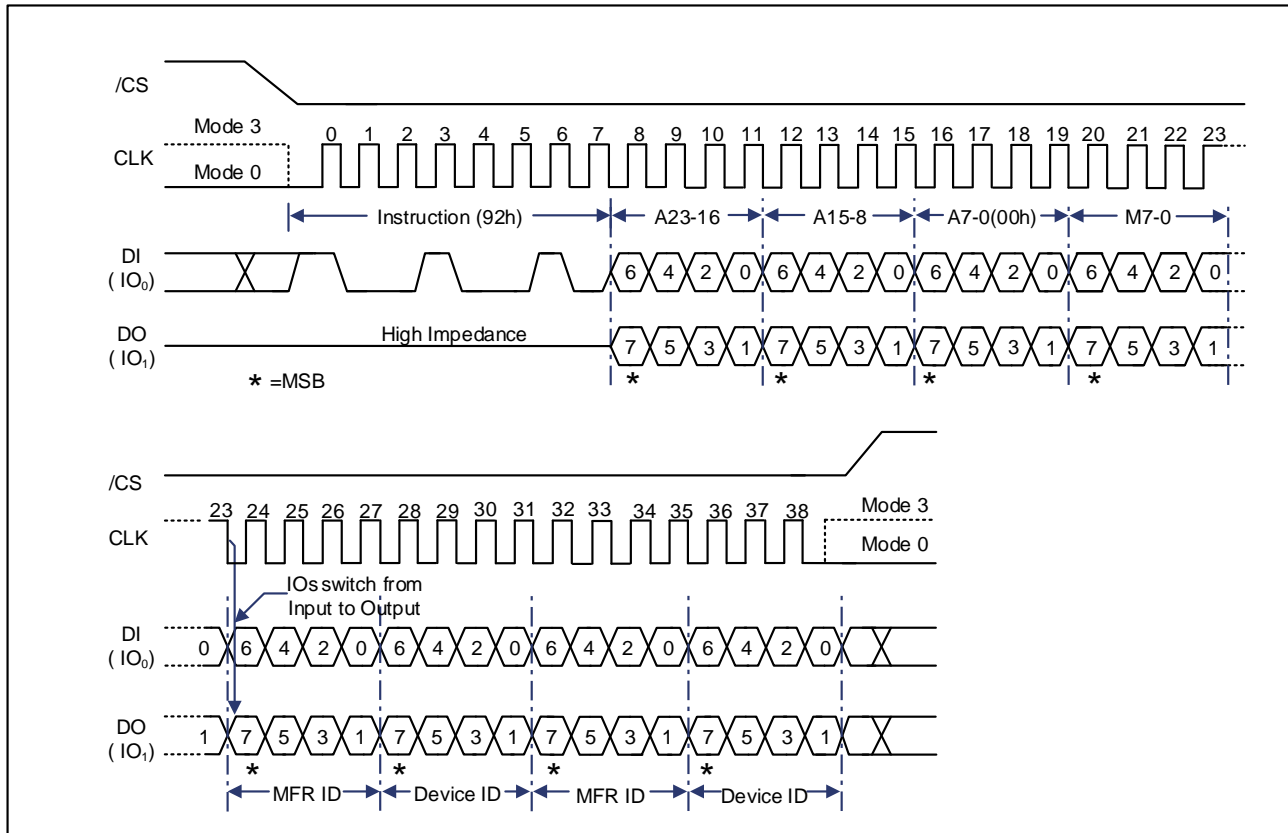 /CS
Mode 3
CLK
Mode 0
0 1 2 3 4 5 6 7 8 9 10 11 12 13 14 15 16 17 18 19 20 21 22 23
Instruction (92h) A23-16 A15-8 A7-0(00h) M7-0
DI
( IO0)
6 4 2 0 6 4 2 0 6 4 2 0 6 4 2 0
DO
( IO1)
High Impedance
7 5 3 1 7 5 3 1 7 5 3 1 7 5 3 1
* * * *
* =MSB
/CS
23 24 25 26 27 28 29 30 31 32 33 34 35 36 37 38
Mode 3
CLK
Mode 0
IOs switch from
Input to Output
DI
( IO0)
0 6 4 2 0 6 4 2 0 6 4 2 0 6 4 2 0
DO
( IO1)
1 7 5 3 1 7 5 3 1 7 5 3 1 7 5 3 1
* * * *
MFR ID Device ID MFR ID Device ID